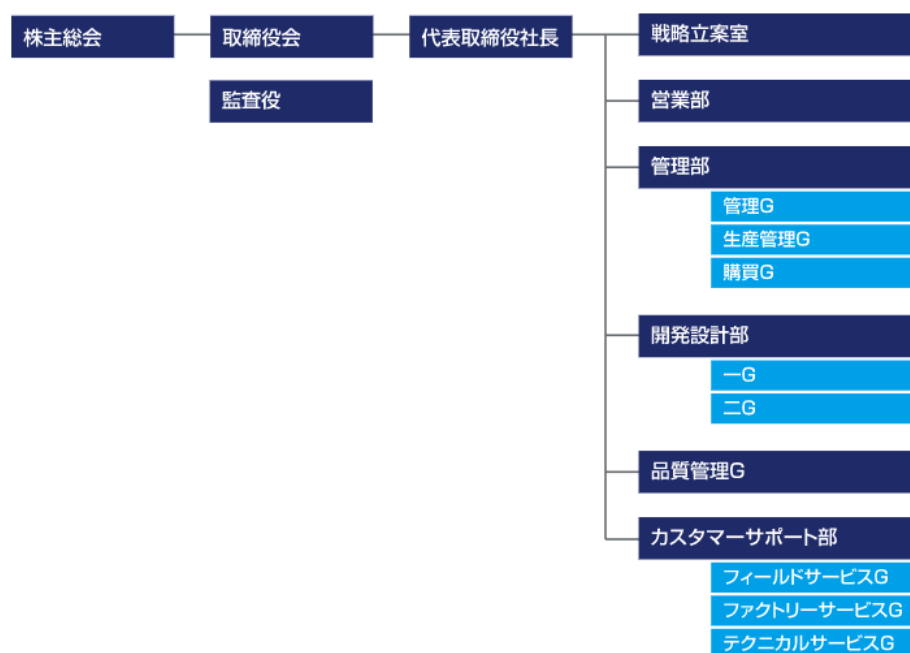 株主総会
取締役会
代表取締役社長
監査役
戦略立案室
営業部
管理部
管理G
生産管理G
購買G
開発設計部
一G
二G
品質管理G
カスタマーサポート部
フィールドサービスG
ファクトリーサービスG
テクニカルサービスG